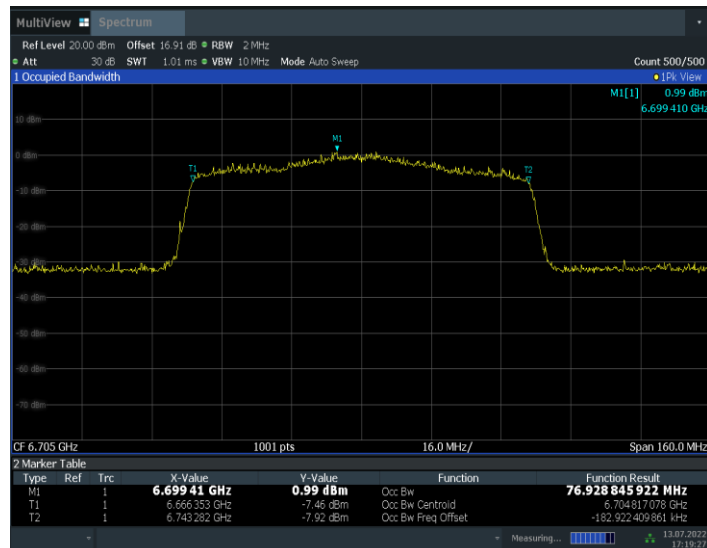 MultiView Spectrum
Ref Level 20.00 dBm Offset 16.91 dB RBW 2 MHz
Att 30 dB SWT 1.01 ms VBW 10 MHz Mode Auto Sweep Count 500/500
1 Occupied Bandwidth 1Pk View
M1[1] 0.99 dBm
6.699 410 GHz
10 dBm
M1
0 dBm
T1 T2
-10 dBm
-20 dBm
-30 dBm
-40 dBm
-50 dBm
-60 dBm
-70 dBm
CF 6.705 GHz 1001 pts 16.0 MHz/ Span 160.0 MHz
2 Marker Table
Type Ref Trc X-Value Y-Value Function Function Result
M1 1 6.699 41 GHz 0.99 dBm Occ Bw 76.928 845 922 MHz
T1 1 6.666 353 GHz -7.46 dBm Occ Bw Centroid 6.704 817 078 GHz
T2 1 6.743 282 GHz -7.92 dBm Occ Bw Freq Offset -182.922 409 861 kHz
Measuring... 13.07.2022
17:19:27